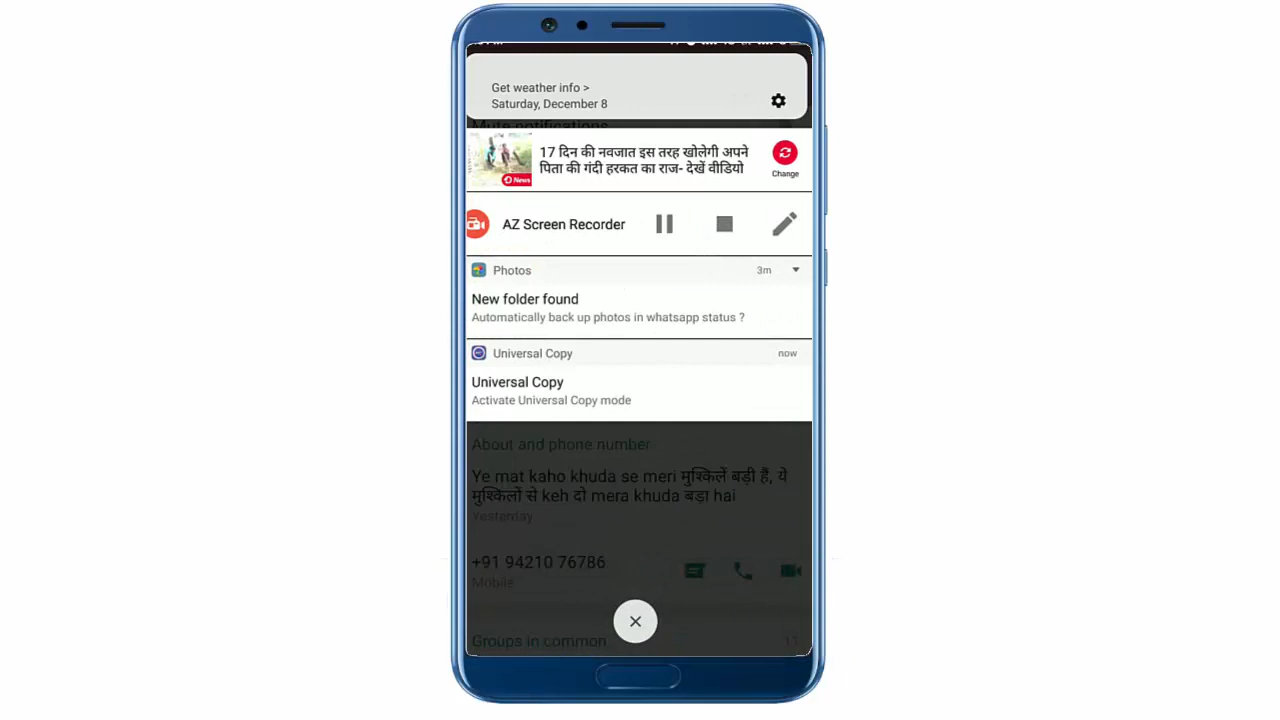 Get weather info >
Saturday, December 8
Mute notifications
17 दिन की नवजात इस तरह खोलेगी अपने
पिता की गंदी हरकत का राज- देखें वीडियो
News
Change
AZ Screen Recorder
Photos
3m
New folder found
Automatically back up photos in whatsapp status ?
Universal Copy
now
Universal Copy
Activate Universal Copy mode
About and phone number
Ye mat kaho khuda se meri मुश्किलें बड़ी हैं, ये
मुश्किलों से keh दो mera khuda बड़ा hai
Yesterday
+91 94210 76786
Mobile
Groups in common